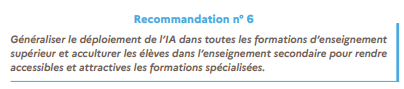 Recommandation n° 6
Généraliser le déploiement de l'IA dans toutes les formations d'enseignement
supérieur et acculturer les élèves dans l'enseignement secondaire pour rendre
accessibles et attractives les formations spécialisées.